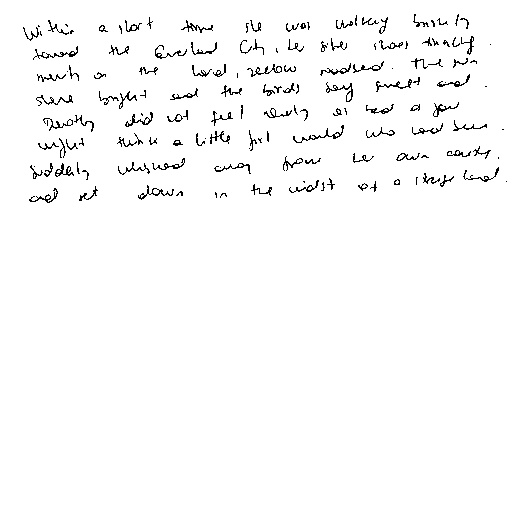 Within a short time she was walking briskly
toward the Emerald City, her silver shoes tinkling
merrily on the hard, yellow roadbed. The sun
shone bright and the birds sang sweet and
Dorothy did not feel nearly as bad as you
might think a little girl would who had been
suddenly whisked away from her own country
and set down in the midst of a strange land.